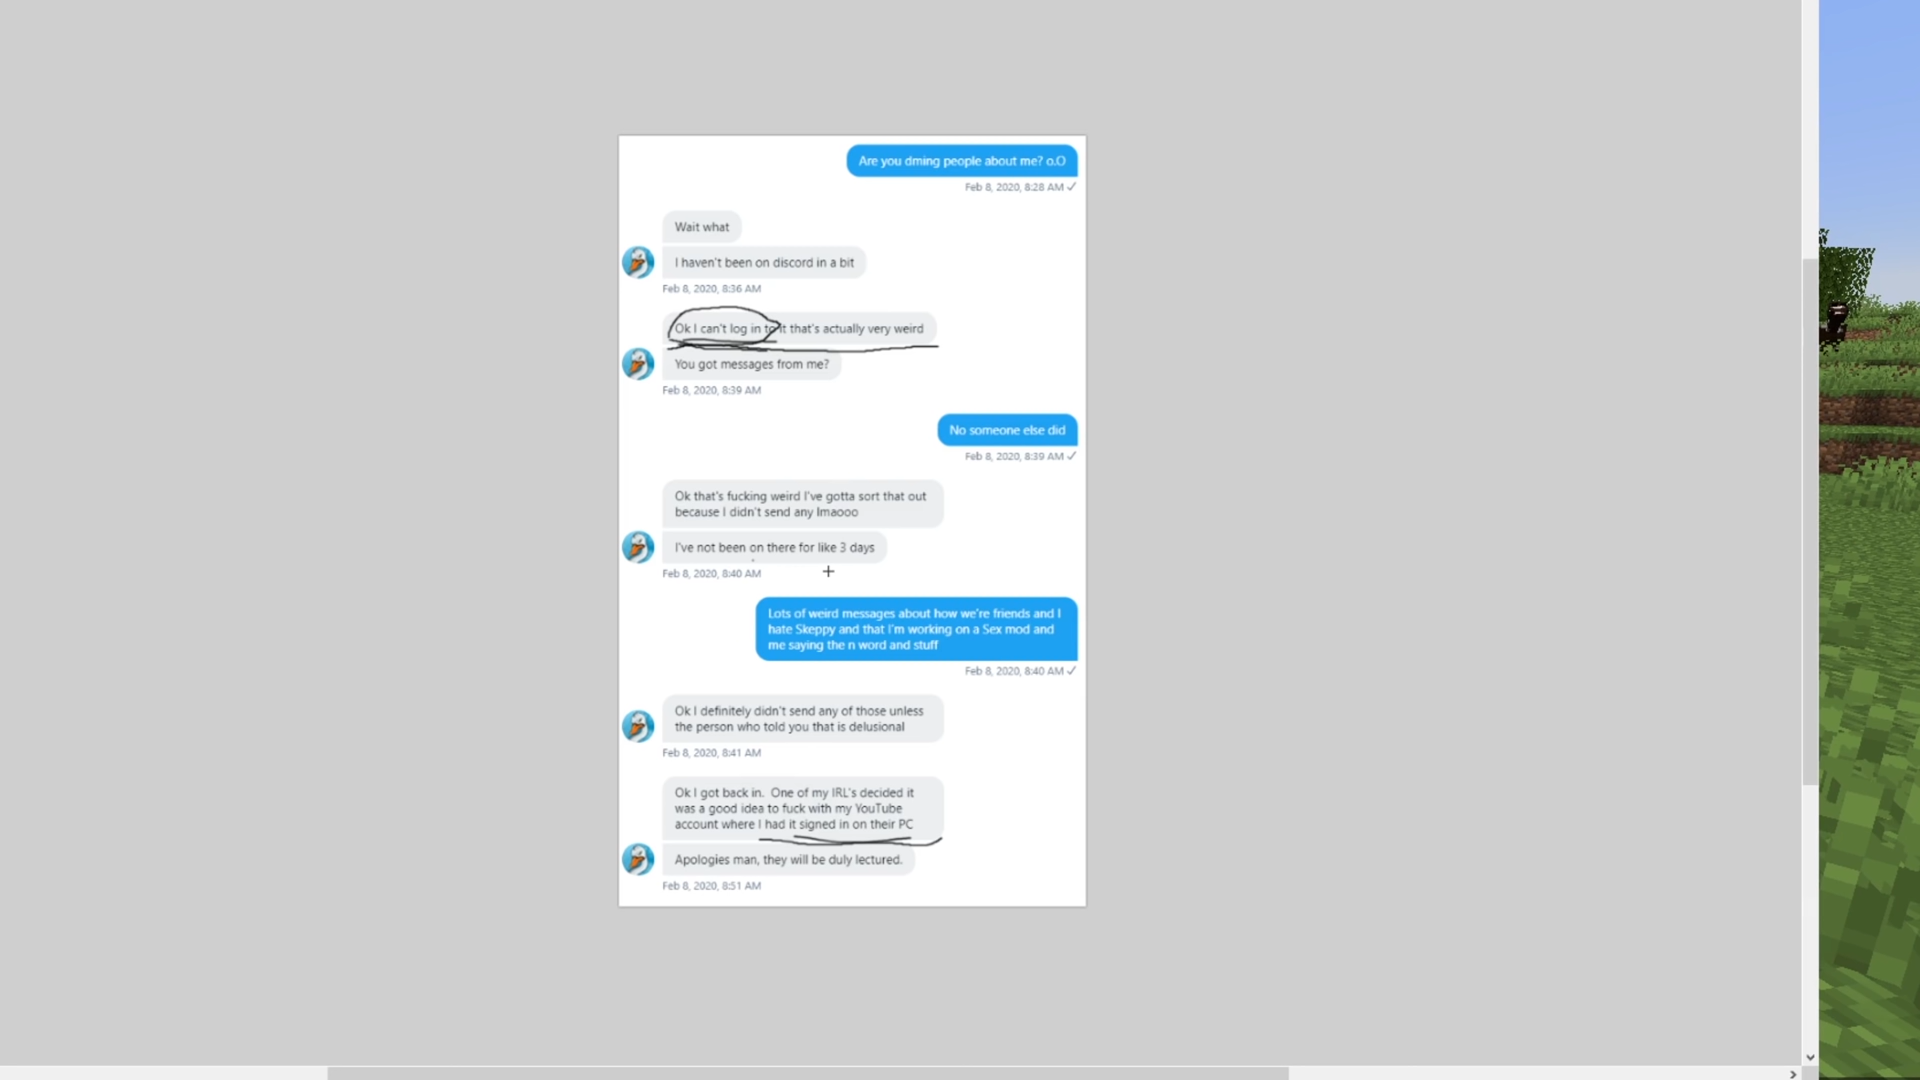 Are you dming people about me? o.O
Feb 8, 2020, 8:28 AM ✓
Wait what
I haven't been on discord in a bit
Feb 8, 2020, 8:36 AM
Ok I can't log in to it that's actually very weird
You got messages from me?
Feb 8, 2020, 8:39 AM
No someone else did
Feb 8, 2020, 8:39 AM ✓
Ok that's fucking weird I've gotta sort that out
because I didn't send any lmaooo
I've not been on there for like 3 days
Feb 8, 2020, 8:40 AM
Lots of weird messages about how we're friends and I
hate Skeppy and that I'm working on a Sex mod and
me saying the n word and stuff
Feb 8, 2020, 8:40 AM ✓
Ok I definitely didn't send any of those unless
the person who told you that is delusional
Feb 8, 2020, 8:41 AM
Ok I got back in.  One of my IRL's decided it
was a good idea to fuck with my YouTube
account where I had it signed in on their PC
Apologies man, they will be duly lectured.
Feb 8, 2020, 8:51 AM